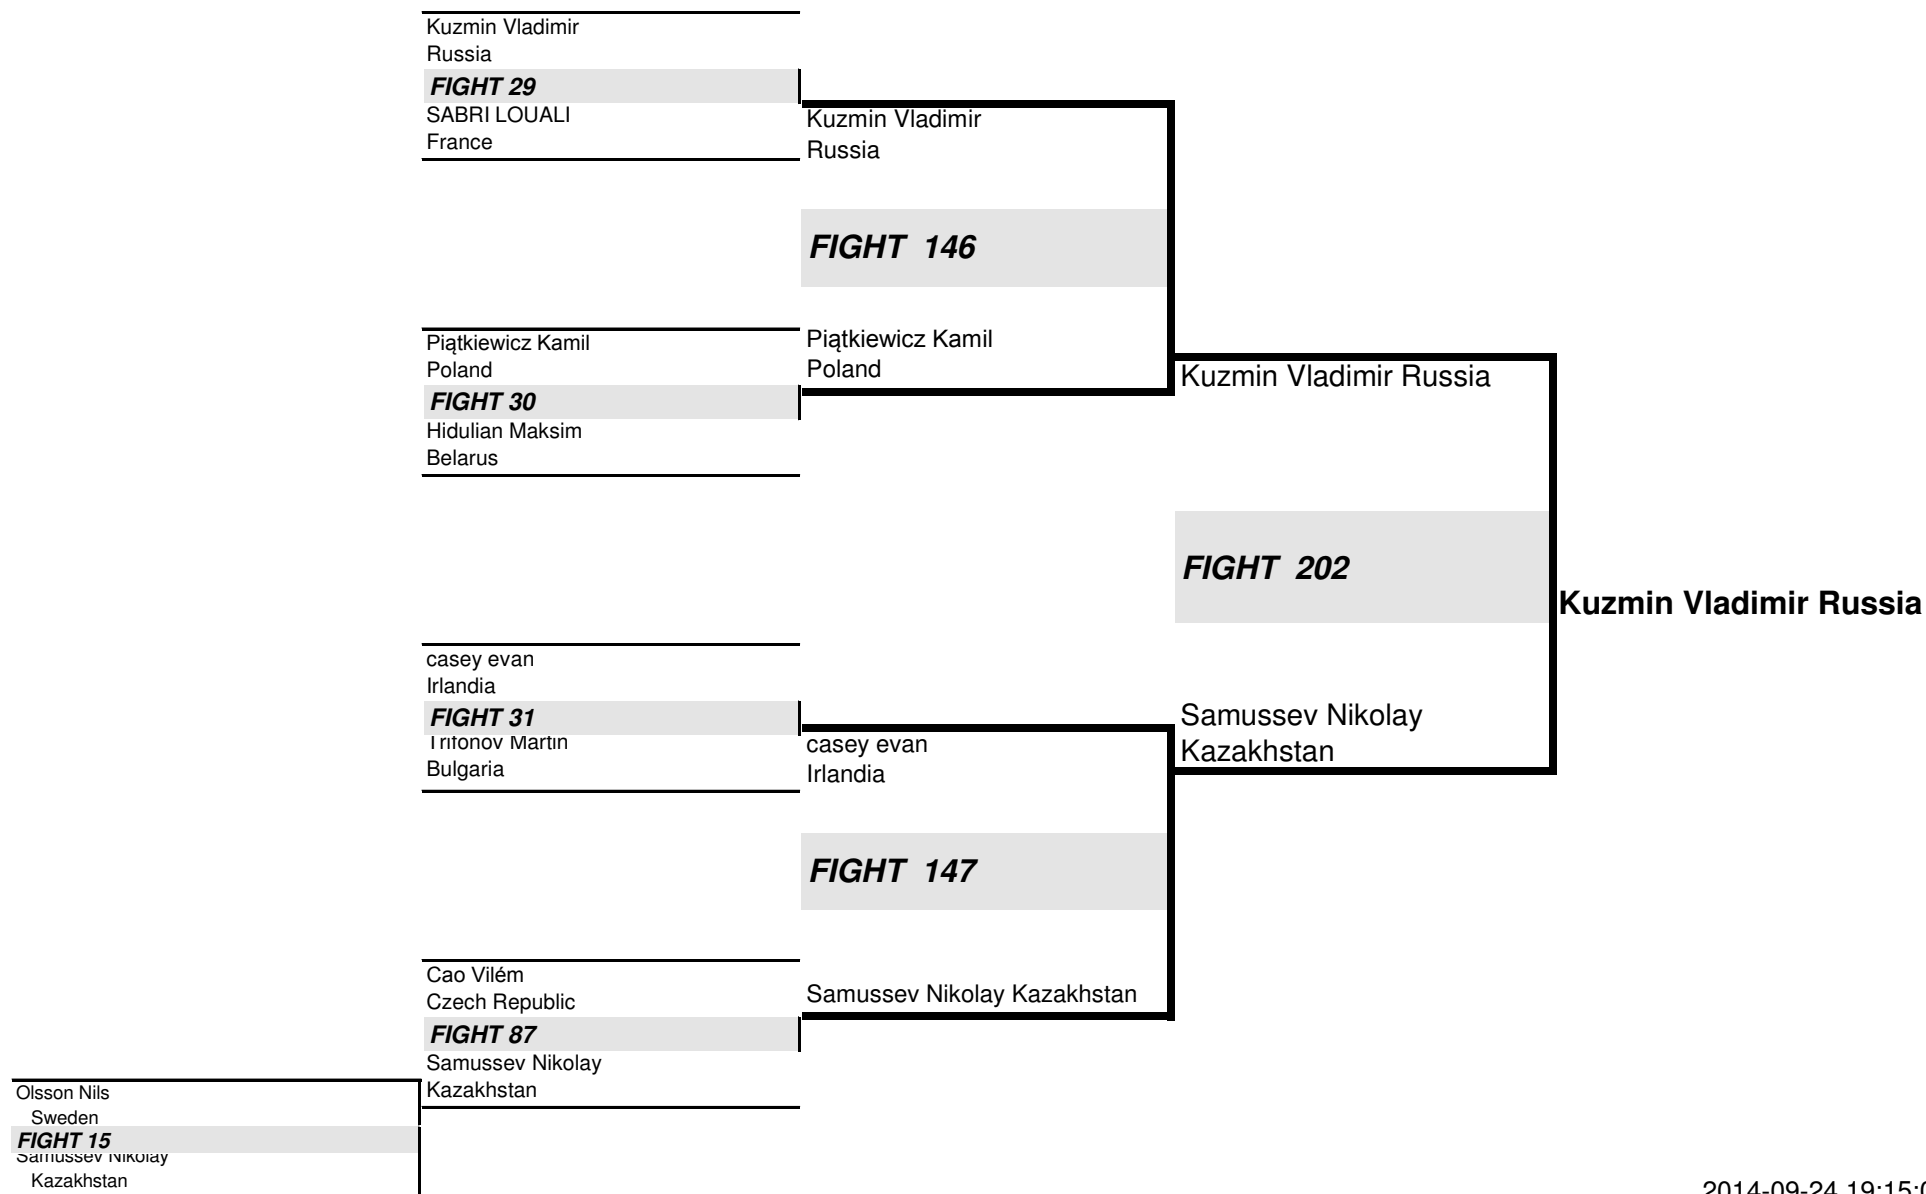 Kuzmin Vladimir
Russia
FIGHT 29
SABRI LOUALI
France
Kuzmin Vladimir
Russia
FIGHT 146
Piątkiewicz Kamil
Poland
Piątkiewicz Kamil
Poland
FIGHT 30
Hidulian Maksim
Belarus
Kuzmin Vladimir Russia
FIGHT 202
Kuzmin Vladimir Russia
casey evan
Irlandia
FIGHT 31
Trifonov Martin
Bulgaria
casey evan
Irlandia
Samussev Nikolay
Kazakhstan
FIGHT 147
Cao Vilém
Czech Republic
FIGHT 87
Samussev Nikolay
Kazakhstan
Samussev Nikolay Kazakhstan
Olsson Nils
Sweden
FIGHT 15
Samussev Nikolay
Kazakhstan
2014-09-24